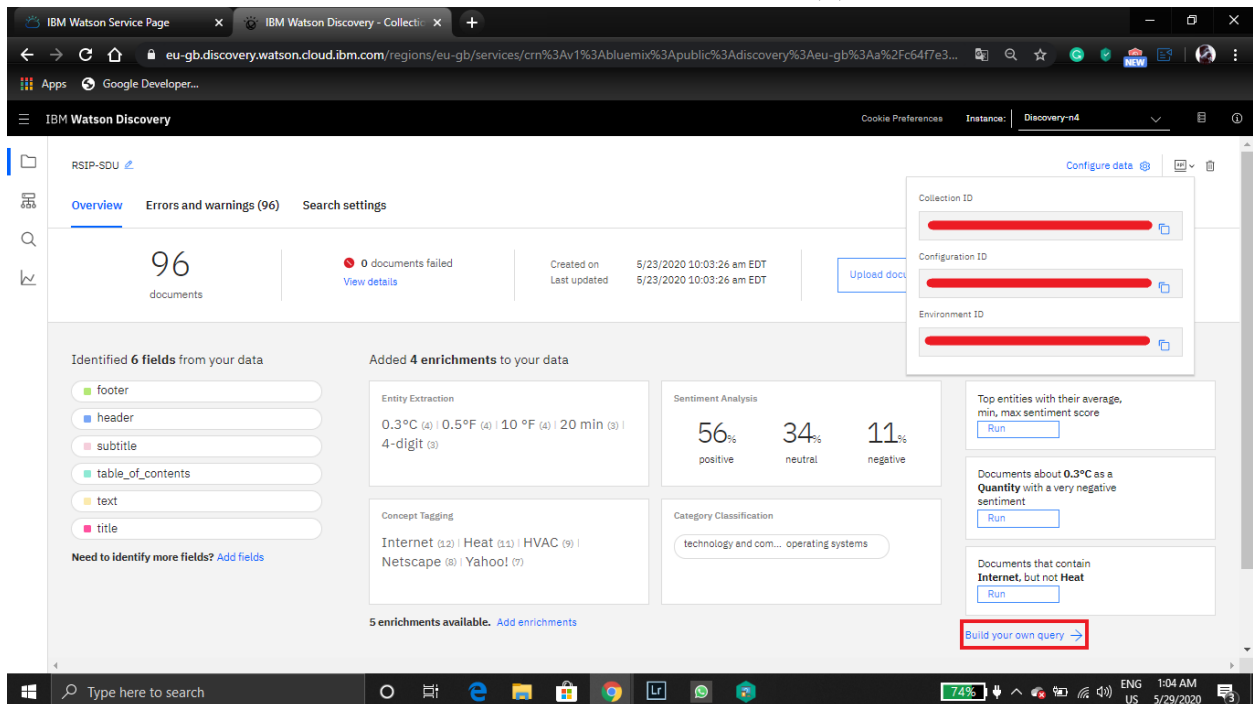 IBM Watson Service Page
IBM Watson Discovery - Collectio
eu-gb.discovery.watson.cloud.ibm.com/regions/eu-gb/services/crn%3Av1%3Abluemix%3Apublic%3Adiscovery%3Aeu-gb%3Aa%2Fc64f7e3...
NEW
Apps Google Developer...
IBM Watson Discovery
Cookie Preferences Instance: Discovery-n4
RSIP-SDU
Configure data
API
Overview Errors and warnings (96) Search settings
Collection ID
Configuration ID
Environment ID
96
documents
0 documents failed
View details
Created on 5/23/2020 10:03:26 am EDT
Last updated 5/23/2020 10:03:26 am EDT
Upload docu
Identified 6 fields from your data
footer
header
subtitle
table_of_contents
text
title
Need to identify more fields? Add fields
Added 4 enrichments to your data
Entity Extraction
0.3°C (4) | 0.5°F (4) | 10 °F (4) | 20 min (3) |
4-digit (3)
Sentiment Analysis
56% 34% 11%
positive neutral negative
Concept Tagging
Internet (12) | Heat (11) | HVAC (9) |
Netscape (8) | Yahoo! (7)
Category Classification
technology and com... operating systems
5 enrichments available. Add enrichments
Top entities with their average,
min, max sentiment score
Run
Documents about 0.3°C as a
Quantity with a very negative
sentiment
Run
Documents that contain
Internet, but not Heat
Run
Build your own query
Type here to search
Lr
74%
ENG
US
1:04 AM
5/29/2020
3